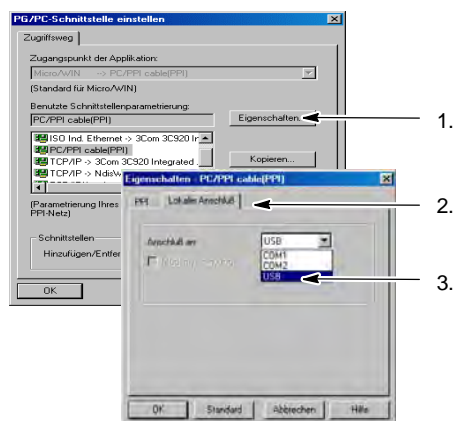 PG/PC-Schnittstelle einstellen
Zugriffsweg
Zugangspunkt der Applikation:
Micro/WIN -> PC/PPI cable(PPI)
(Standard für Micro/WIN)
Benutzte Schnittstellenparametrierung:
PC/PPI cable(PPI)
Eigenschaften...
1.
ISO Ind. Ethernet -> 3Com 3C920 In
PC/PPI cable(PPI)
TCP/IP -> 3Com 3C920 Integrated
TCP/IP -> NdisW
Kopieren...
(Parametrierung Ihres
PPI-Netz)
Schnittstellen
Hinzufügen/Entfer
OK
Eigenschaften - PC/PPI cable(PPI)
PPI
Lokaler Anschluß
2.
Anschluß an:
USB
COM1
COM2
USB
3.
OK
Standard
Abbrechen
Hilfe